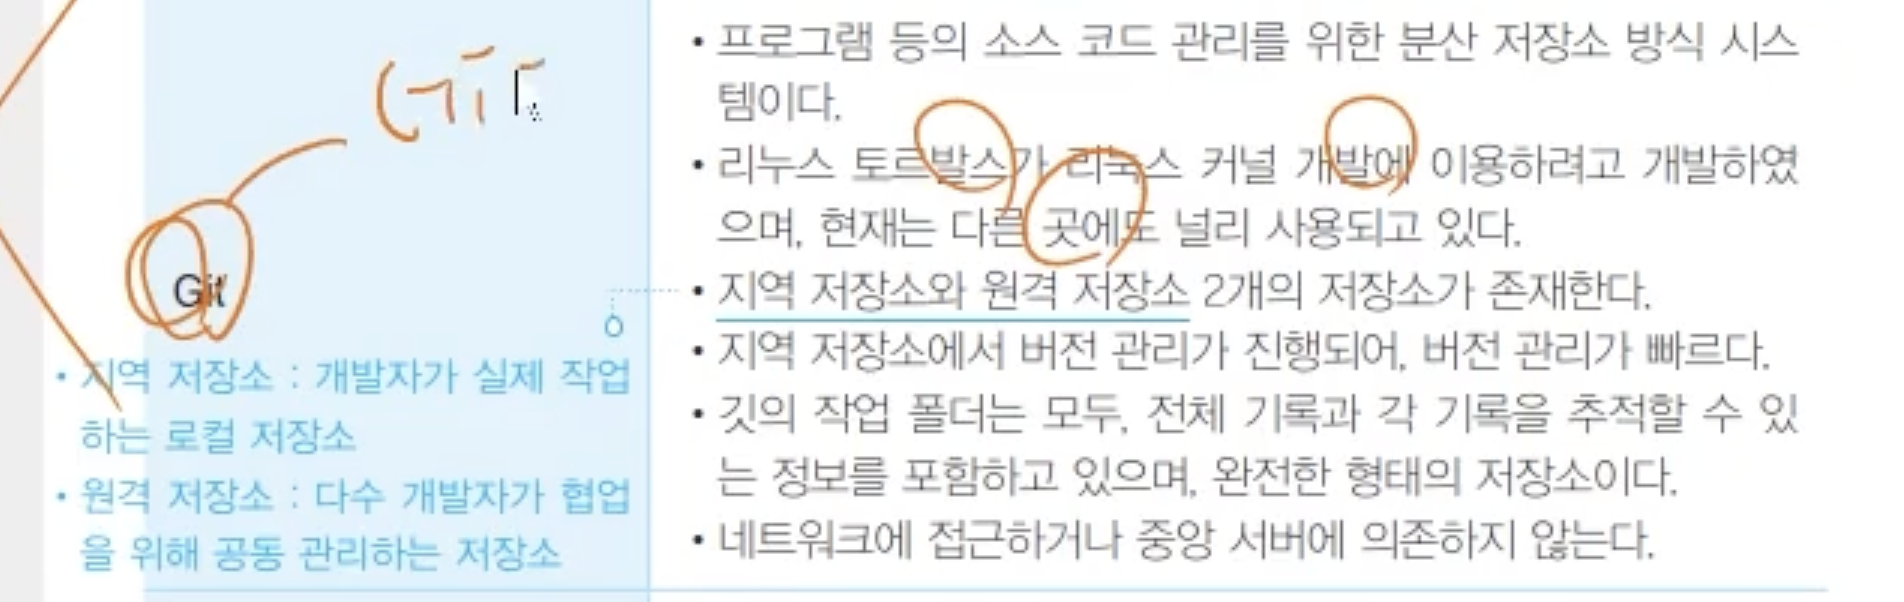 Git
Git
• 지역 저장소 : 개발자가 실제 작업
하는 로컬 저장소
• 원격 저장소 : 다수 개발자가 협업
을 위해 공동 관리하는 저장소
• 프로그램 등의 소스 코드 관리를 위한 분산 저장소 방식 시스
템이다.
• 리누스 토르발스가 리눅스 커널 개발에 이용하려고 개발하였
으며, 현재는 다른 곳에도 널리 사용되고 있다.
• 지역 저장소와 원격 저장소 2개의 저장소가 존재한다.
• 지역 저장소에서 버전 관리가 진행되어, 버전 관리가 빠르다.
• 깃의 작업 폴더는 모두, 전체 기록과 각 기록을 추적할 수 있
는 정보를 포함하고 있으며, 완전한 형태의 저장소이다.
• 네트워크에 접근하거나 중앙 서버에 의존하지 않는다.